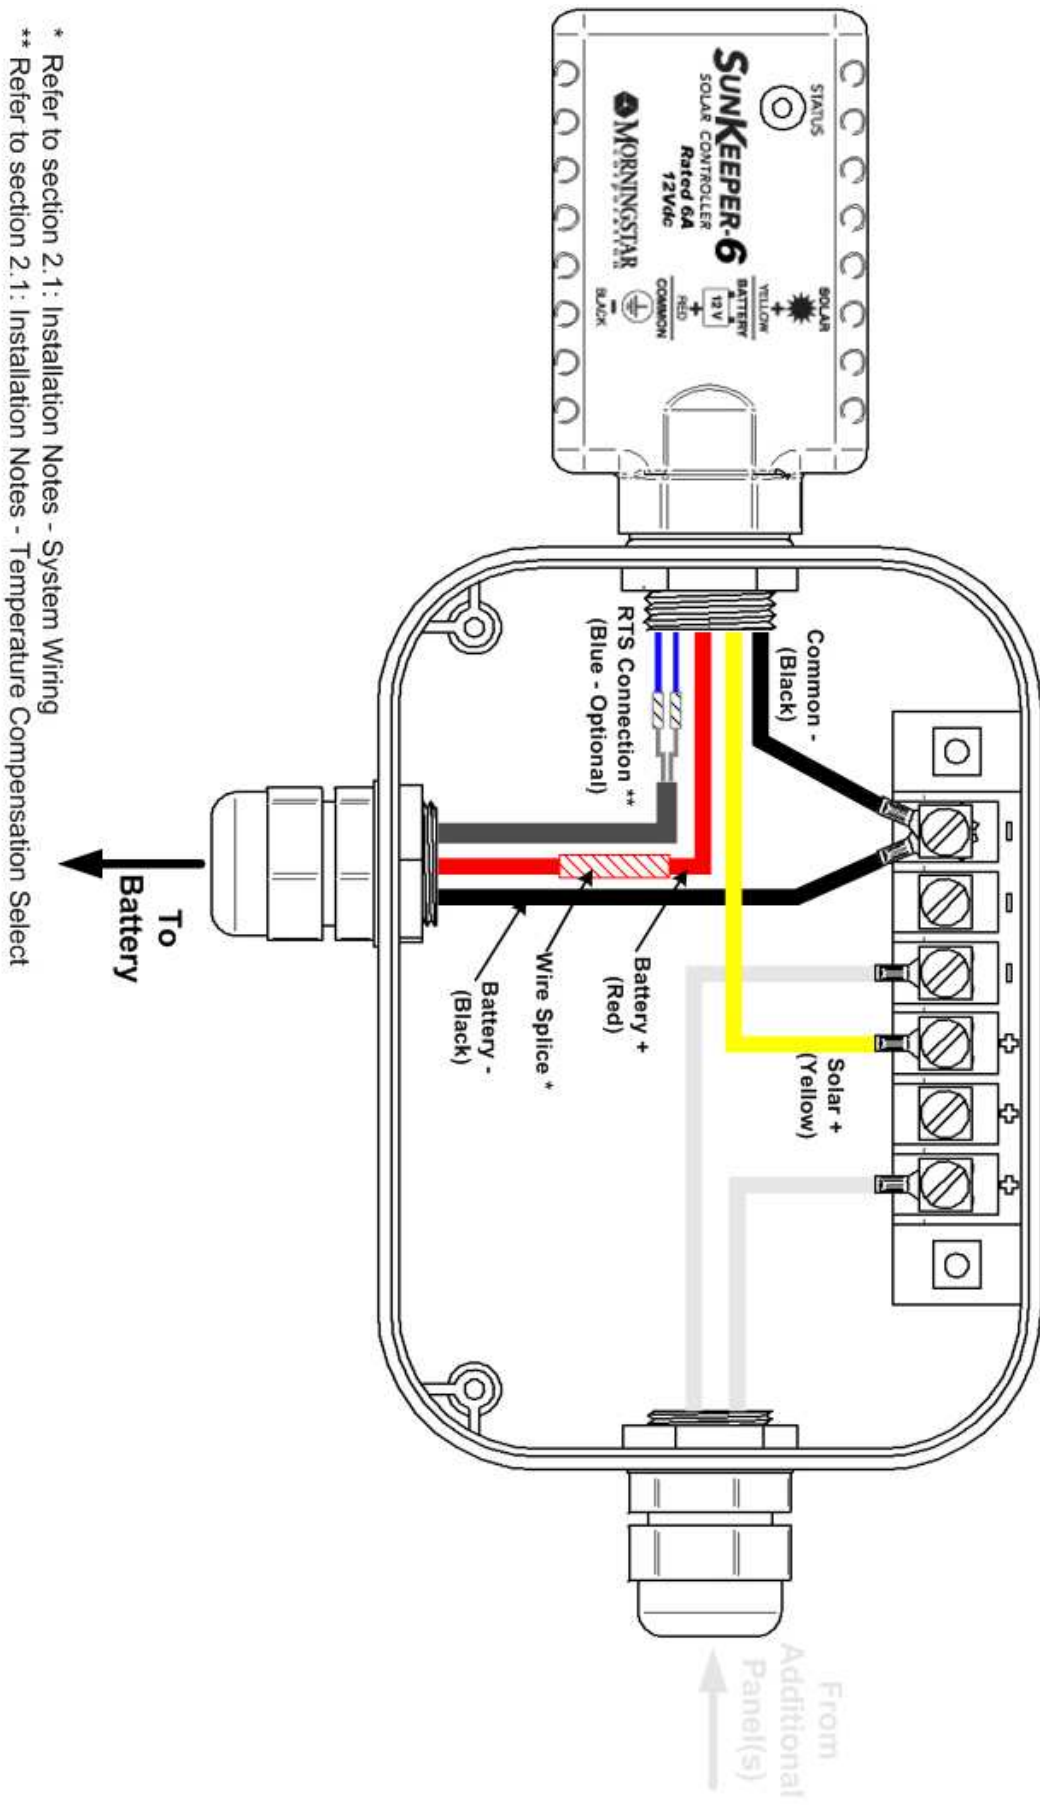 STATUS
SUNKEEPER-6
SOLAR CONTROLLER
Rated 6A
12Vdc
MORNINGSTAR
corporation
SOLAR
+
YELLOW
BATTERY
12 V
+
RED
COMMON
-
BLACK
Common -
(Black)
RTS Connection **
(Blue - Optional)
- - - + + +
Solar +
(Yellow)
Battery +
(Red)
Wire Splice *
Battery -
(Black)
To
Battery
From
Additional
Panel(s)
* Refer to section 2.1: Installation Notes - System Wiring
** Refer to section 2.1: Installation Notes - Temperature Compensation Select